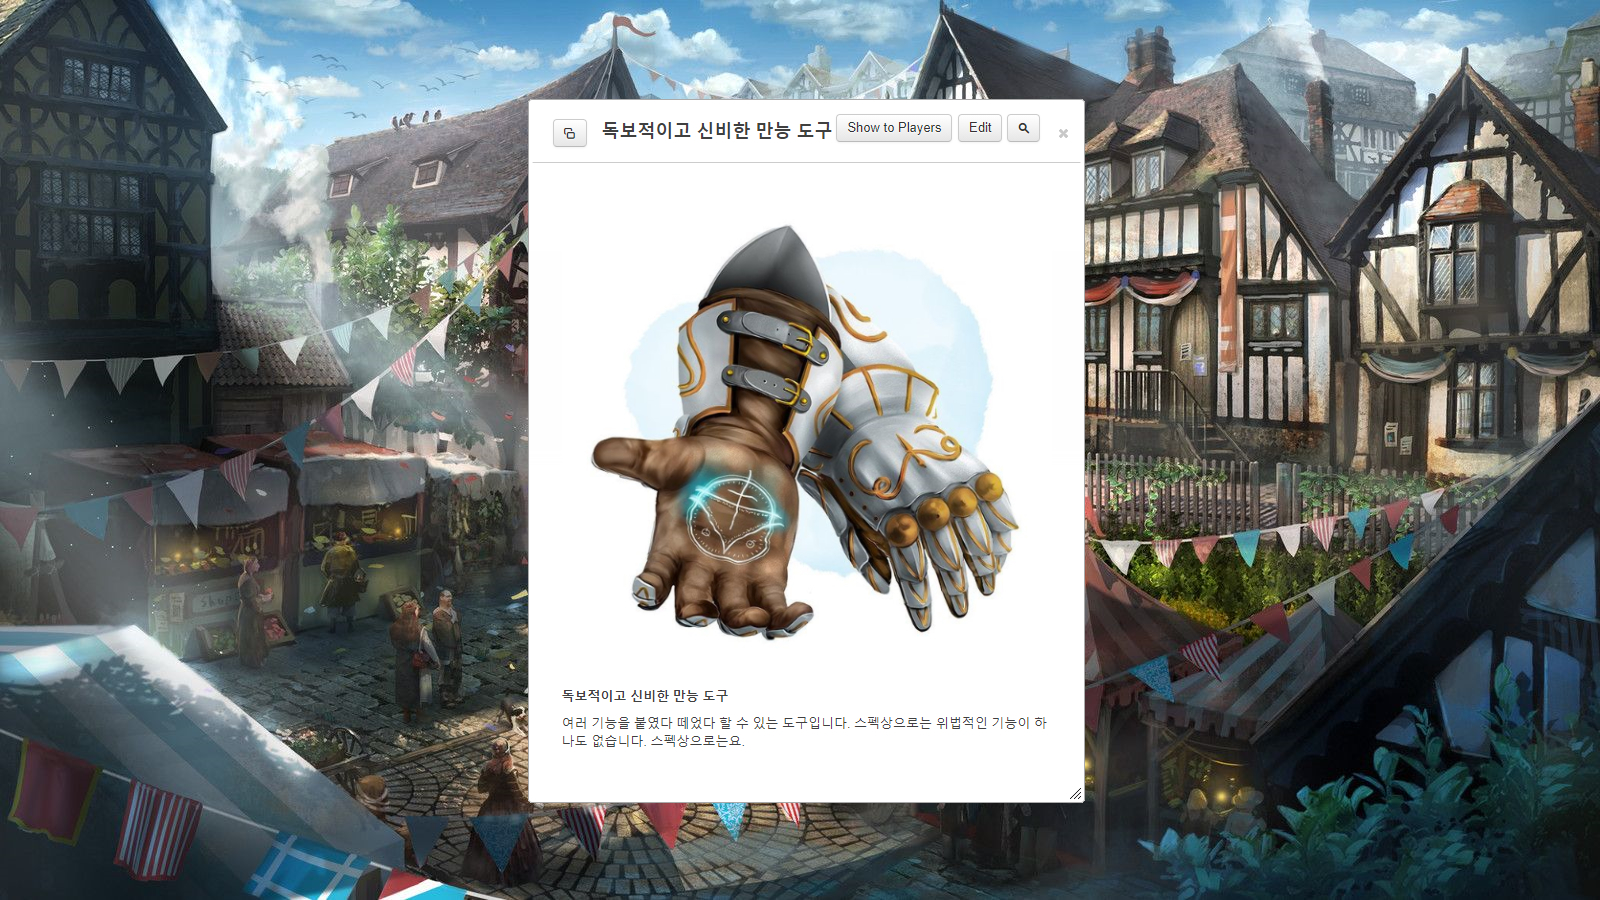 독보적이고 신비한 만능 도구 Show to Players Edit
독보적이고 신비한 만능 도구
여러 기능을 붙였다 떼었다 할 수 있는 도구입니다. 스펙상으로는 위법적인 기능이 하
나도 없습니다. 스펙상으로는요.